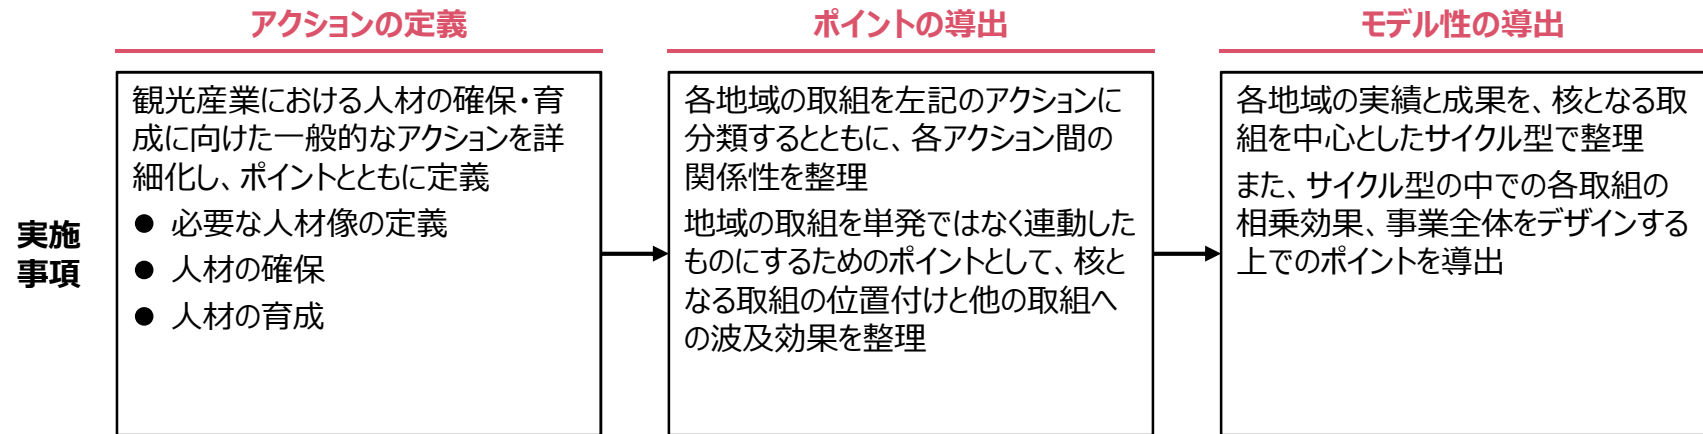 アクションの定義
ポイントの導出
モデル性の導出
実施
事項
観光産業における人材の確保・育
成に向けた一般的なアクションを詳
細化し、ポイントとともに定義
● 必要な人材像の定義
● 人材の確保
● 人材の育成
各地域の取組を左記のアクションに
分類するとともに、各アクション間の
関係性を整理
地域の取組を単発ではなく連動した
ものにするためのポイントとして、核と
なる取組の位置付けと他の取組へ
の波及効果を整理
各地域の実績と成果を、核となる取
組を中心としたサイクル型で整理
また、サイクル型の中での各取組の
相乗効果、事業全体をデザインする
上でのポイントを導出